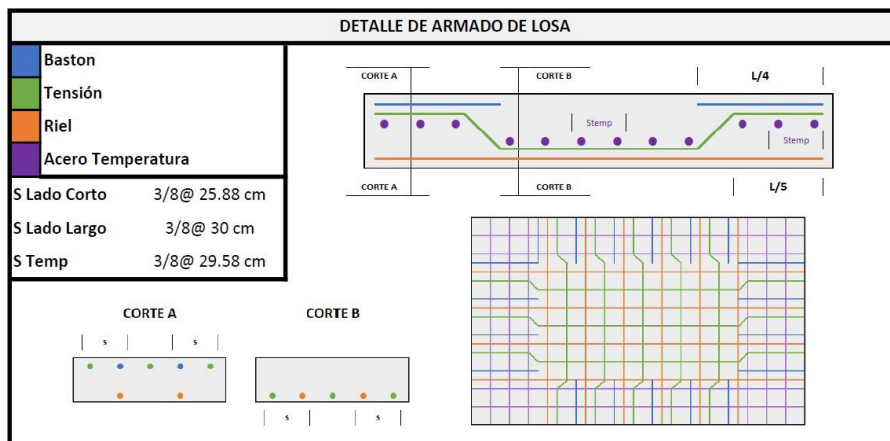 DETALLE DE ARMADO DE LOSA
Baston
Tensión
Riel
Acero Temperatura
S Lado Corto 3/8@ 25.88 cm
S Lado Largo 3/8@ 30 cm
S Temp 3/8@ 29.58 cm
CORTE A
CORTE B
L/4
Stemp
Stemp
CORTE A
CORTE B
L/5
CORTE A
CORTE B
s
s
s
s